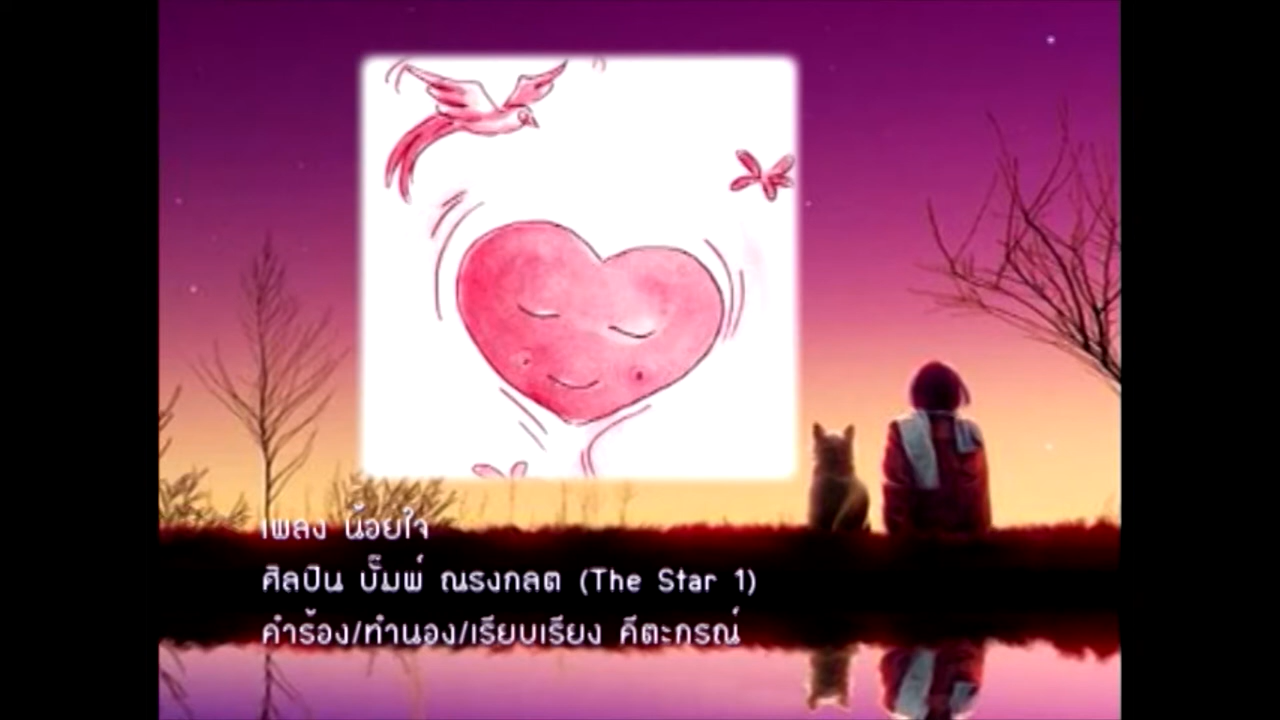 เพลง น้อยใจ
ศิลปิน บั๊มพ์ ณรงกลต (The Star 1)
คำร้อง/ทำนอง/เรียบเรียง คีตะกรณ์